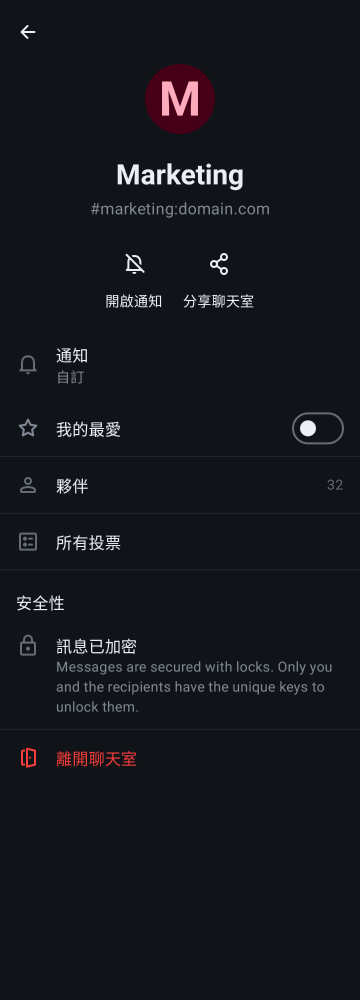 M
Marketing
#marketing:domain.com
開啟通知 分享聊天室
通知
自訂
我的最愛
夥伴 32
所有投票
安全性
訊息已加密
Messages are secured with locks. Only you
and the recipients have the unique keys to
unlock them.
離開聊天室